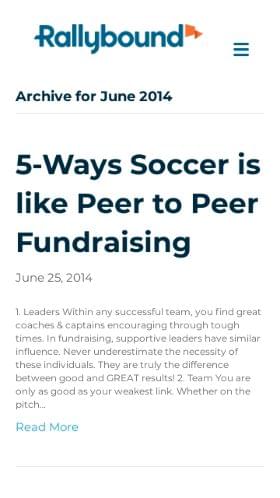 Rallybound
Archive for June 2014
5-Ways Soccer is
like Peer to Peer
Fundraising
June 25, 2014
1. Leaders Within any successful team, you find great
coaches & captains encouraging through tough
times. In fundraising, supportive leaders have similar
influence. Never underestimate the necessity of
these individuals. They are truly the difference
between good and GREAT results! 2. Team You are
only as good as your weakest link. Whether on the
pitch...
Read More